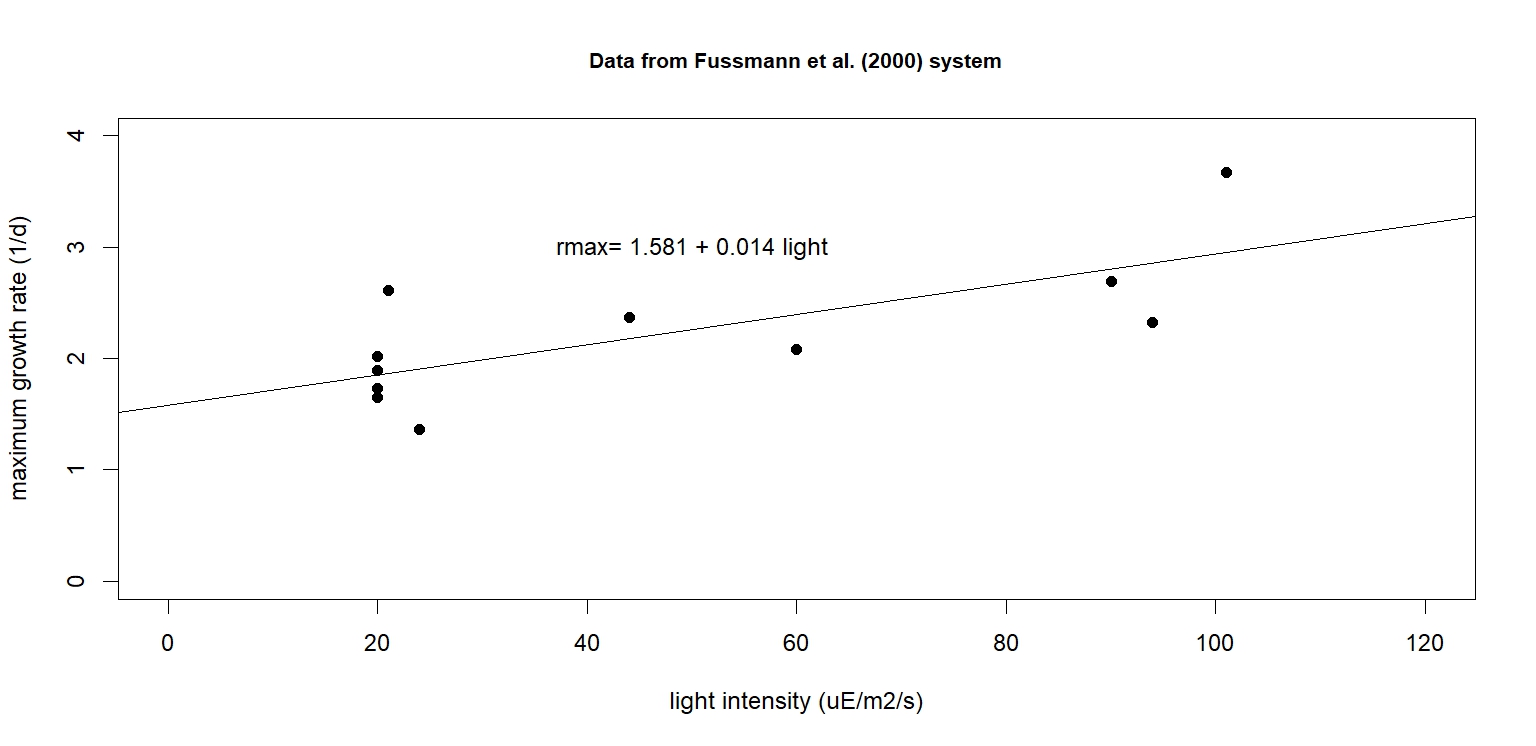 Data from Fussmann et al. (2000) system
maximum growth rate (1/d)
4
3
2
1
0
rmax= 1.581 + 0.014 light
0 20 40 60 80 100 120
light intensity (uE/m2/s)